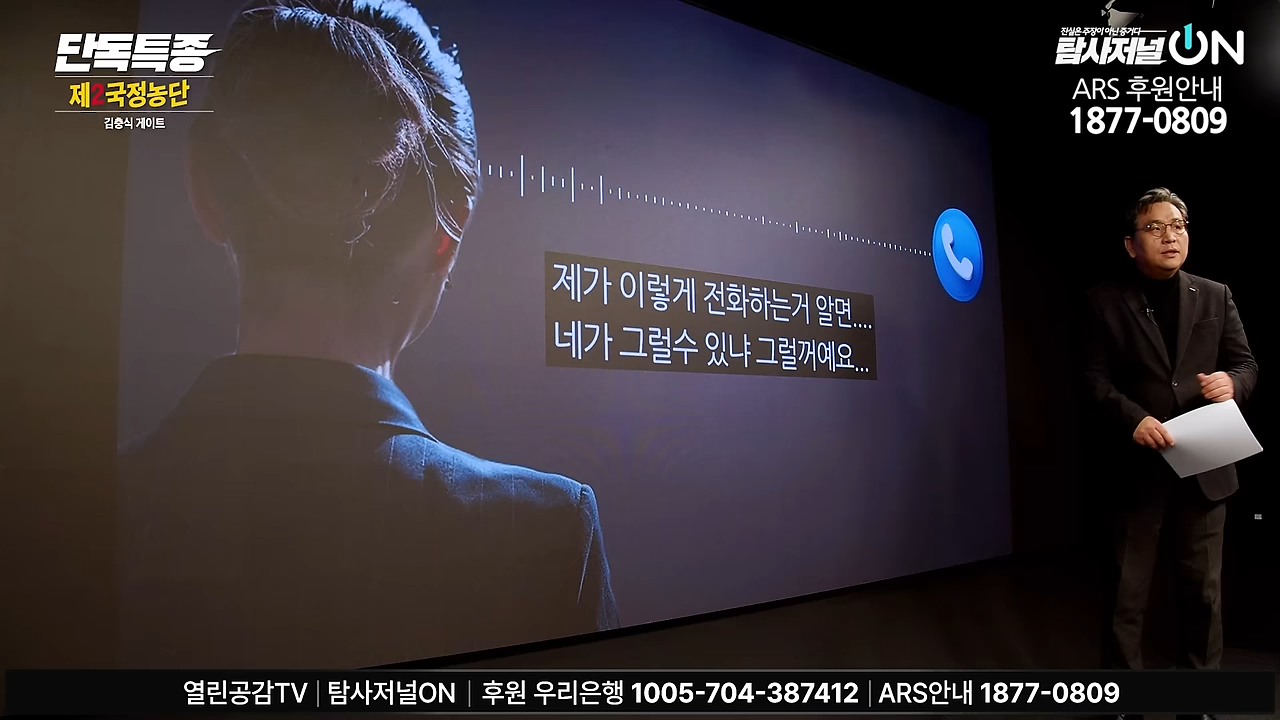 단독특종
제2국정농단
김충식 게이트
진실은 주장이 아닌 증거다
탐사저널ON
ARS 후원안내
1877-0809
제가 이렇게 전화하는거 알면....
네가 그럴수 있냐 그럴꺼예요...
열린공감TV | 탐사저널ON | 후원 우리은행 1005-704-387412 | ARS안내 1877-0809